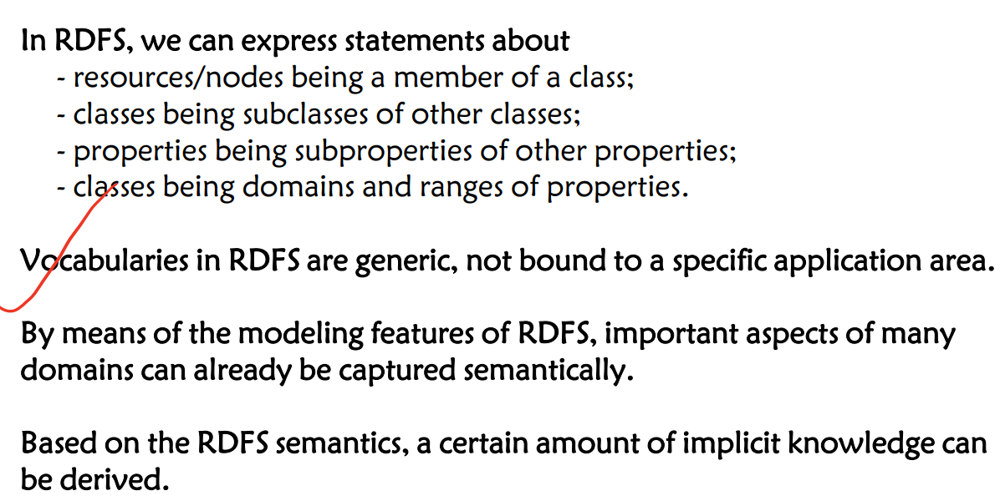 In RDFS, we can express statements about
- resources/nodes being a member of a class;
- classes being subclasses of other classes;
- properties being subproperties of other properties;
- classes being domains and ranges of properties.
Vocabularies in RDFS are generic, not bound to a specific application area.
By means of the modeling features of RDFS, important aspects of many
domains can already be captured semantically.
Based on the RDFS semantics, a certain amount of implicit knowledge can
be derived.